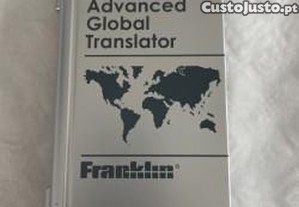 CustoJusto.pt
Advanced
Global
Translator
Franklin®